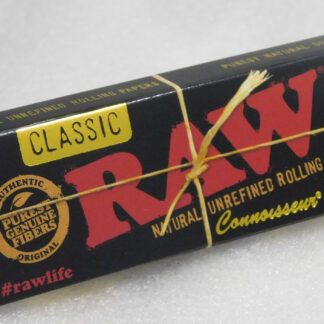 UNREFINED ROLLING PAPERS
PUREST NATURAL
CLASSIC
RAW
AUTHENTIC
PUREST
GENUINE
FIBERS
ORIGINAL
NATURAL UNREFINED ROLLING
Connoisseur
#rawlife